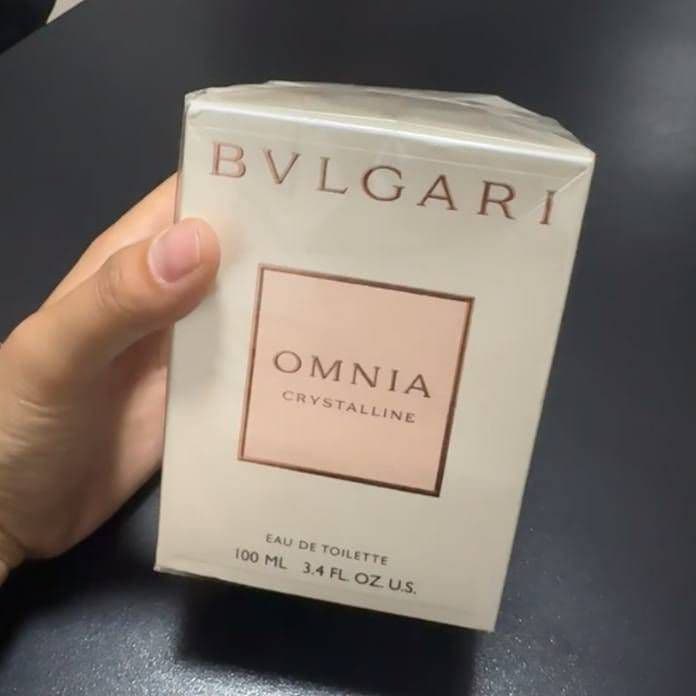 BVLGARI
OMNIA
CRYSTALLINE
EAU DE TOILETTE
100 ML 3.4 FL. OZ. U.S.